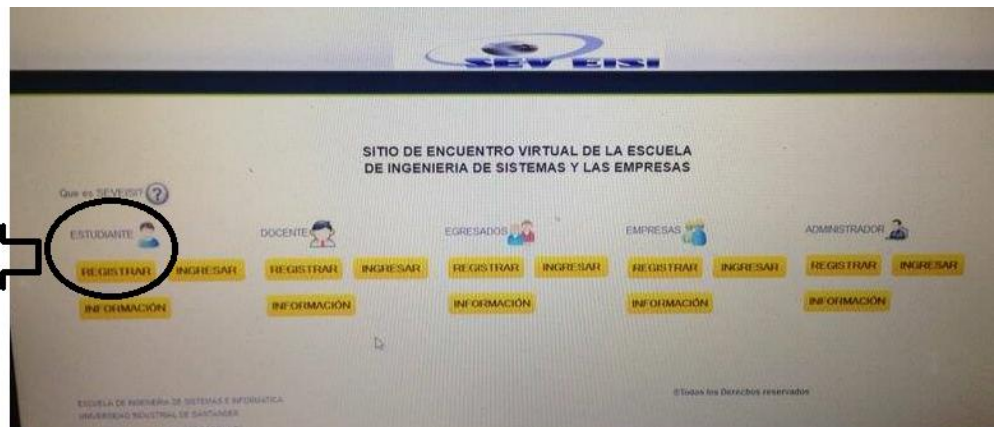 SEV EISI
SITIO DE ENCUENTRO VIRTUAL DE LA ESCUELA
DE INGENIERIA DE SISTEMAS Y LAS EMPRESAS
Que es SEVEISI?
ESTUDIANTE DOCENTE EGRESADOS EMPRESAS ADMINISTRADOR
REGISTRAR INGRESAR REGISTRAR INGRESAR REGISTRAR INGRESAR REGISTRAR INGRESAR REGISTRAR INGRESAR
INFORMACIÓN INFORMACIÓN INFORMACIÓN INFORMACIÓN INFORMACIÓN
ESCUELA DE INGENIERIA DE SISTEMAS E INFORMATICA ©Todos los Derechos reservados
UNIVERSIDAD INDUSTRIAL DE SANTANDER